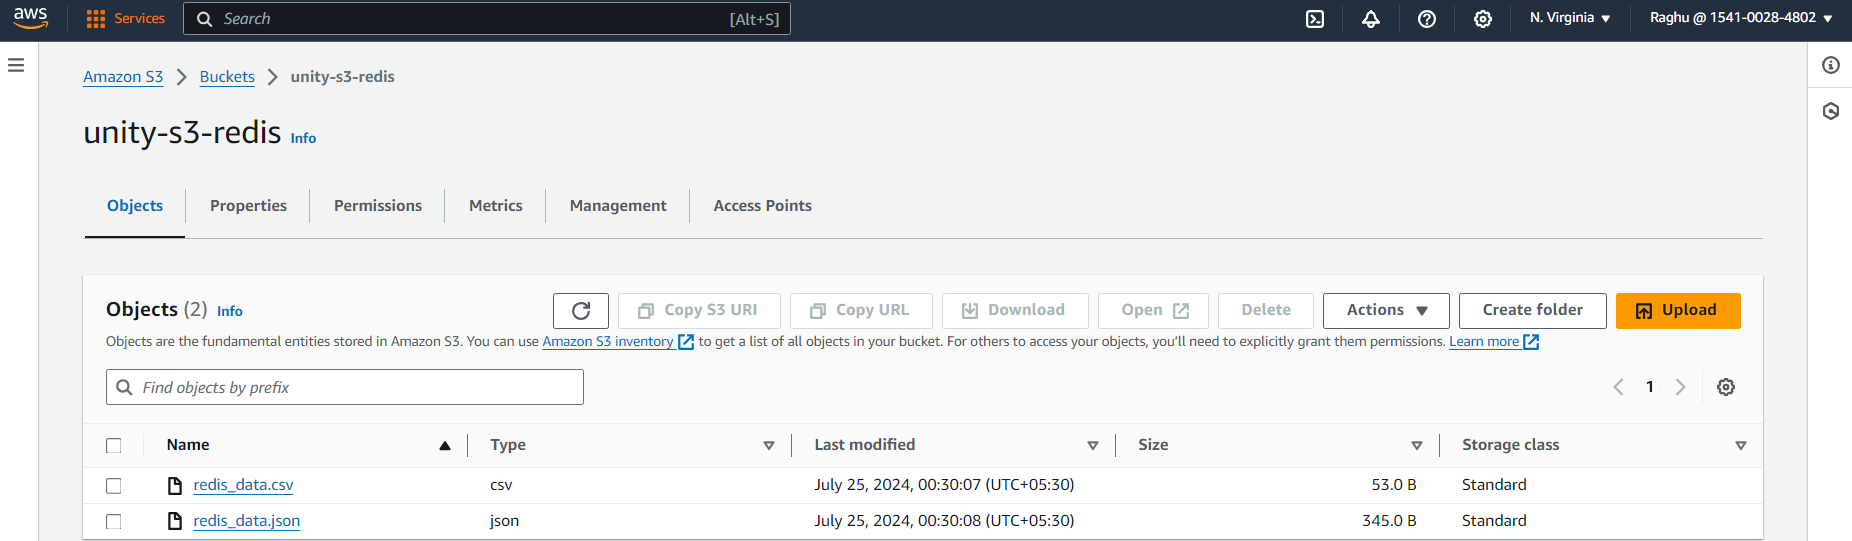 aws Services Search [Alt+S] N. Virginia Raghu @ 1541-0028-4802
Amazon S3 Buckets unity-s3-redis
unity-s3-redis Info
Objects Properties Permissions Metrics Management Access Points
Objects (2) Info Copy S3 URI Copy URL Download Open Delete Actions Create folder Upload
Objects are the fundamental entities stored in Amazon S3. You can use Amazon S3 inventory to get a list of all objects in your bucket. For others to access your objects, you'll need to explicitly grant them permissions. Learn more
Find objects by prefix 1
Name Type Last modified Size Storage class
redis_data.csv csv July 25, 2024, 00:30:07 (UTC+05:30) 53.0 B Standard
redis_data.json json July 25, 2024, 00:30:08 (UTC+05:30) 345.0 B Standard